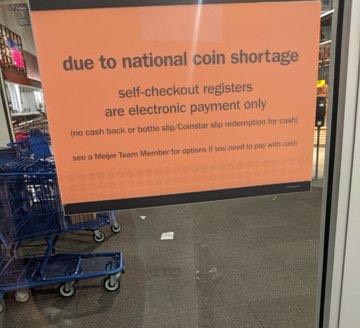 due to national coin shortage
self-checkout registers
are electronic payment only
(no cash back or bottle slip/Coinstar slip redemption for cash)
see a Meijer Team Member for options if you need to pay with cash